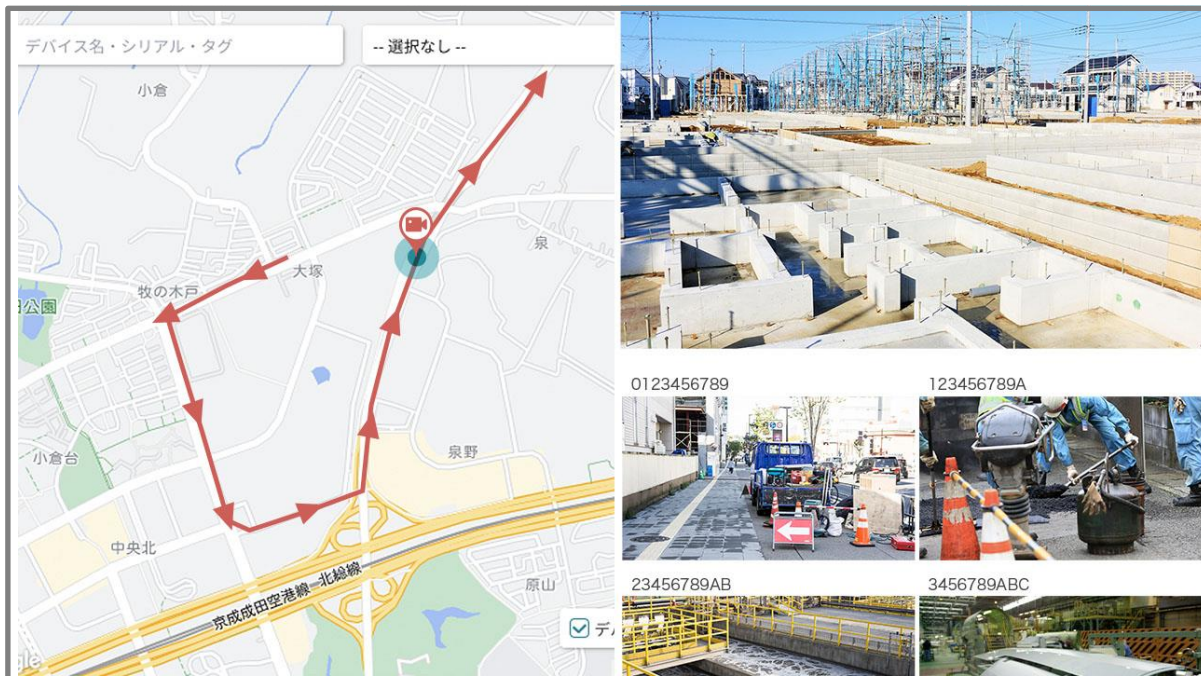 デバイス名・シリアル・タグ
-- 選択なし --
小倉
泉
大塚
牧の木戸
公園
小倉台
泉野
中央北
京成成田空港線
北総線
原山
0123456789
123456789A
23456789AB
3456789ABC